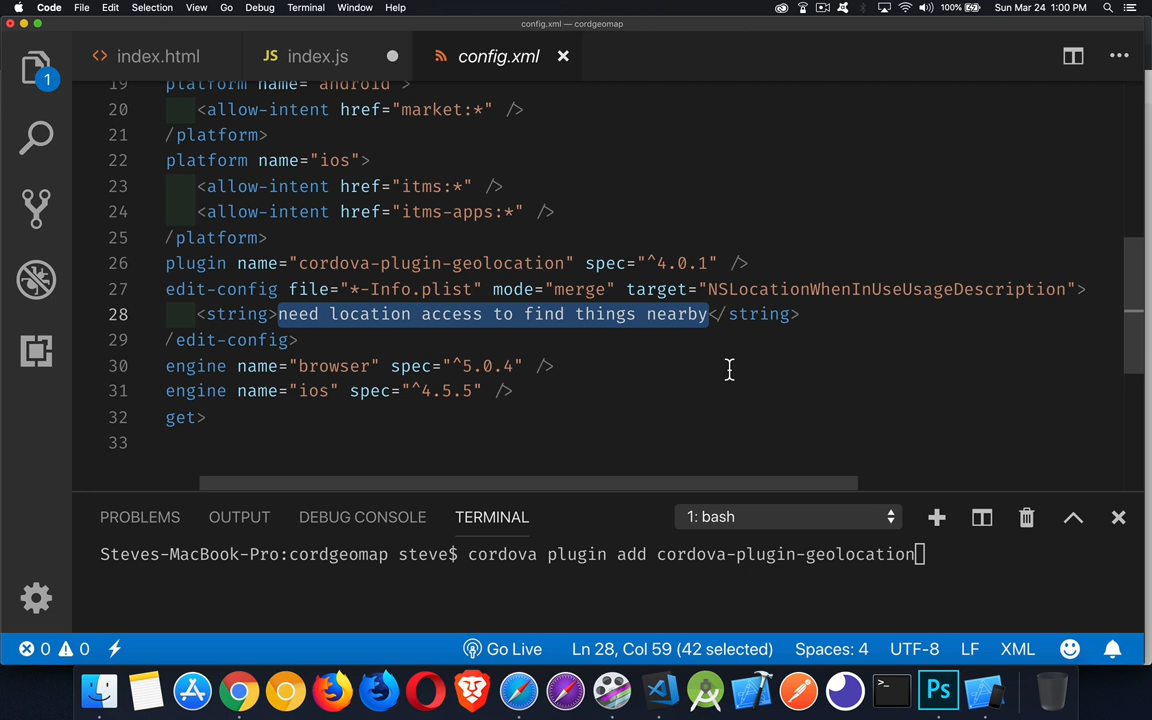 Code File Edit Selection View Go Debug Terminal Window Help 100% Sun Mar 24 1:00 PM
config.xml — cordgeomap
1 <> index.html JS index.js config.xml
19 platform name="android">
20 <allow-intent href="market:*" />
21 /platform>
22 platform name="ios">
23 <allow-intent href="itms:*" />
24 <allow-intent href="itms-apps:*" />
25 /platform>
26 plugin name="cordova-plugin-geolocation" spec="^4.0.1" />
27 edit-config file="*-Info.plist" mode="merge" target="NSLocationWhenInUseUsageDescription">
28 <string>need location access to find things nearby</string>
29 /edit-config>
30 engine name="browser" spec="^5.0.4" />
31 engine name="ios" spec="^4.5.5" />
32 get>
33
PROBLEMS OUTPUT DEBUG CONSOLE TERMINAL 1: bash
Steves-MacBook-Pro:cordgeomap steve$ cordova plugin add cordova-plugin-geolocation
0 0 Go Live Ln 28, Col 59 (42 selected) Spaces: 4 UTF-8 LF XML
>_ Ps